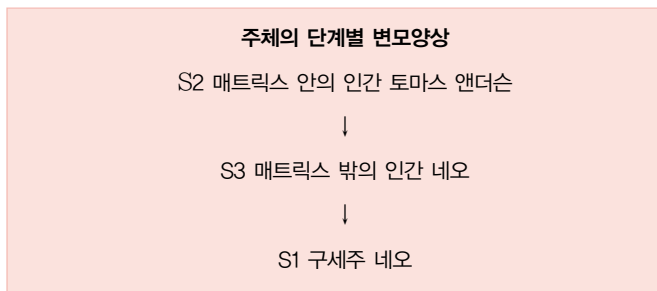 주체의 단계별 변모양상
S2 매트릭스 안의 인간 토마스 앤더슨
↓
S3 매트릭스 밖의 인간 네오
↓
S1 구세주 네오